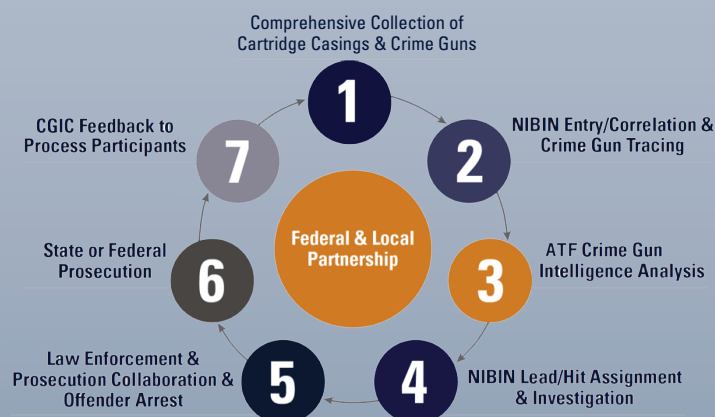 Comprehensive Collection of
Cartridge Casings & Crime Guns
1
NIBIN Entry/Correlation &
Crime Gun Tracing
2
ATF Crime Gun
Intelligence Analysis
3
NIBIN Lead/Hit Assignment
& Investigation
4
Law Enforcement &
Prosecution Collaboration &
Offender Arrest
5
State or Federal
Prosecution
6
CGIC Feedback to
Process Participants
7
Federal & Local
Partnership